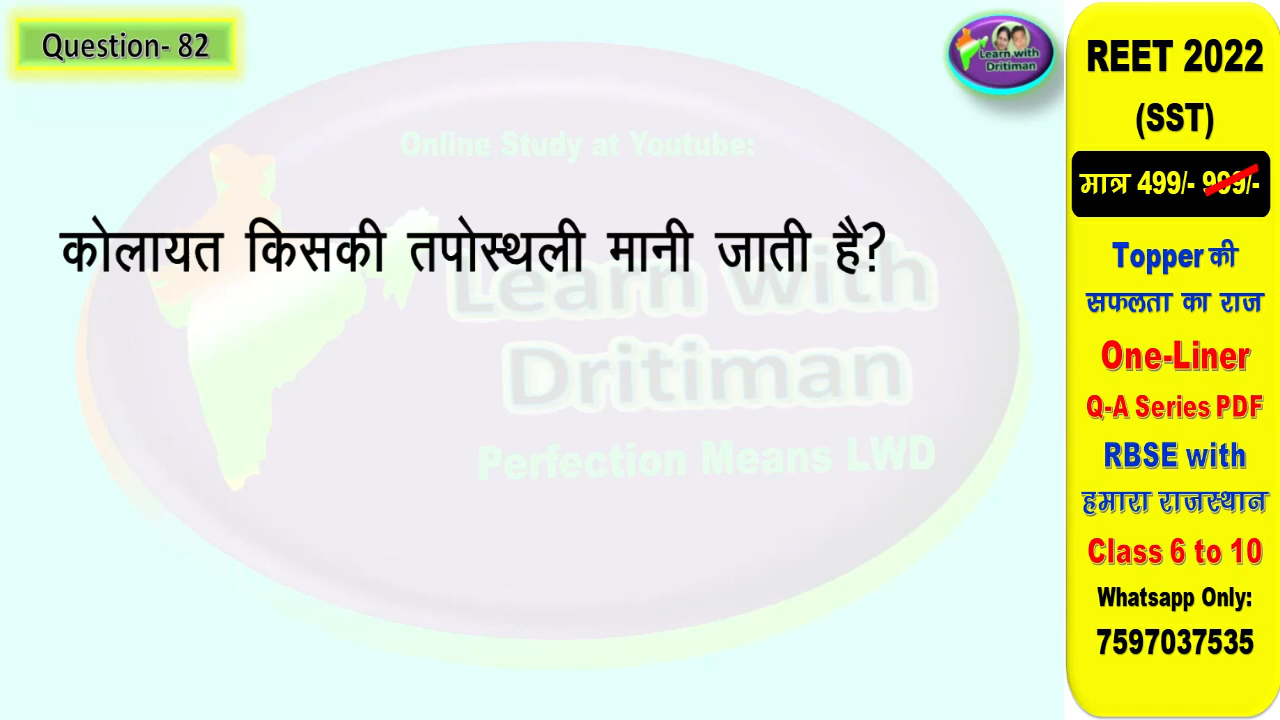 Question- 82
Learn with
Dritiman
Online Study at Youtube:
कोलायत किसकी तपोस्थली मानी जाती है?
Learn with
Dritiman
Perfection Means LWD
REET 2022
(SST)
मात्र 499/- 999/-
Topper की
सफलता का राज
One-Liner
Q-A Series PDF
RBSE with
हमारा राजस्थान
Class 6 to 10
Whatsapp Only:
7597037535